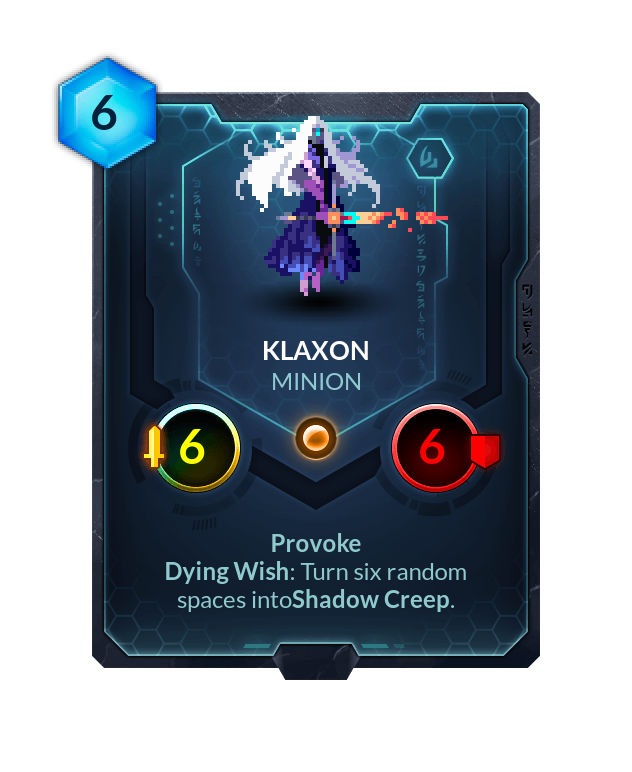 6
KLAXON
MINION
6 6
Provoke
Dying Wish: Turn six random
spaces intoShadow Creep.